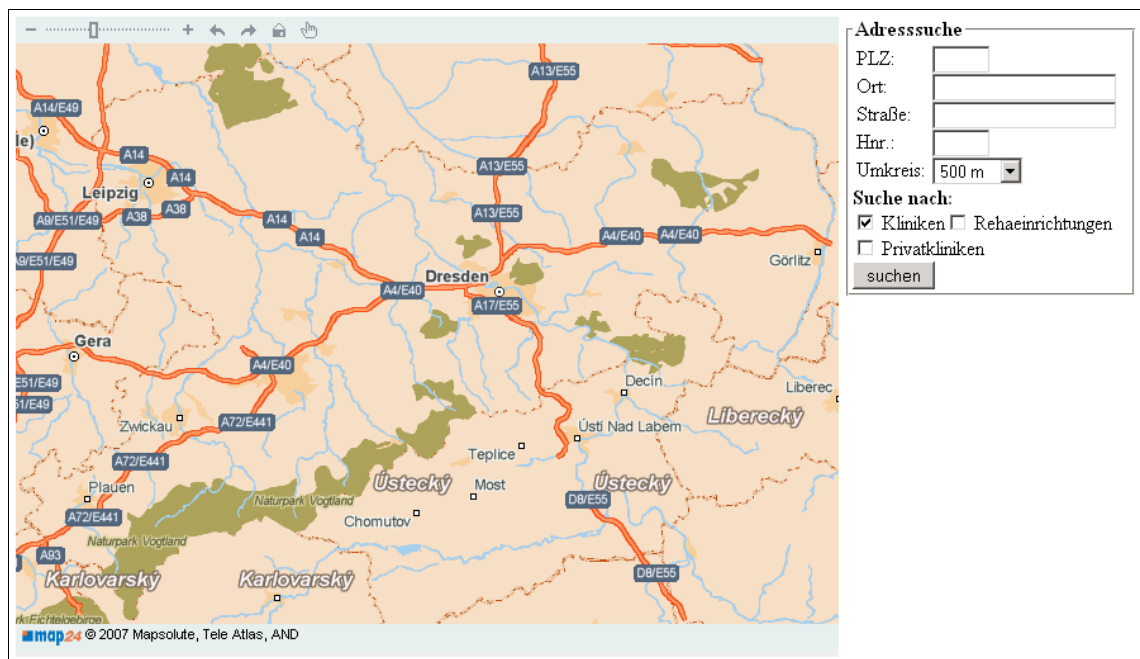 A13/E55
A14/E49
le)
A14
A13/E55
A14
Leipzig
A38
A38
A14
A13/E55
A9/E51/E49
A14
A4/E40
A4/E40
Görlitz
A9/E51/E49
Dresden
A4/E40
A17/E55
Gera
A4/E40
E51/E49
Decin
Liberec
51/E49
Zwickau
A72/E441
Liberecký
Ústi Nad Labem
Teplice
A72/E441
Plauen
Ústecký
Most
Ústecký
Naturpark Vogtland
D8/E55
A72/E441
Chomutov
Naturpark Vogtland
A93
Karlovarský
Karlovarský
D8/E55
rk Fichtelgebirge
map24 © 2007 Mapsolute, Tele Atlas, AND
Adresssuche
PLZ:
Ort:
Straße:
Hnr.:
Umkreis: 500 m
Suche nach:
Kliniken Rehaeinrichtungen
Privatkliniken
suchen